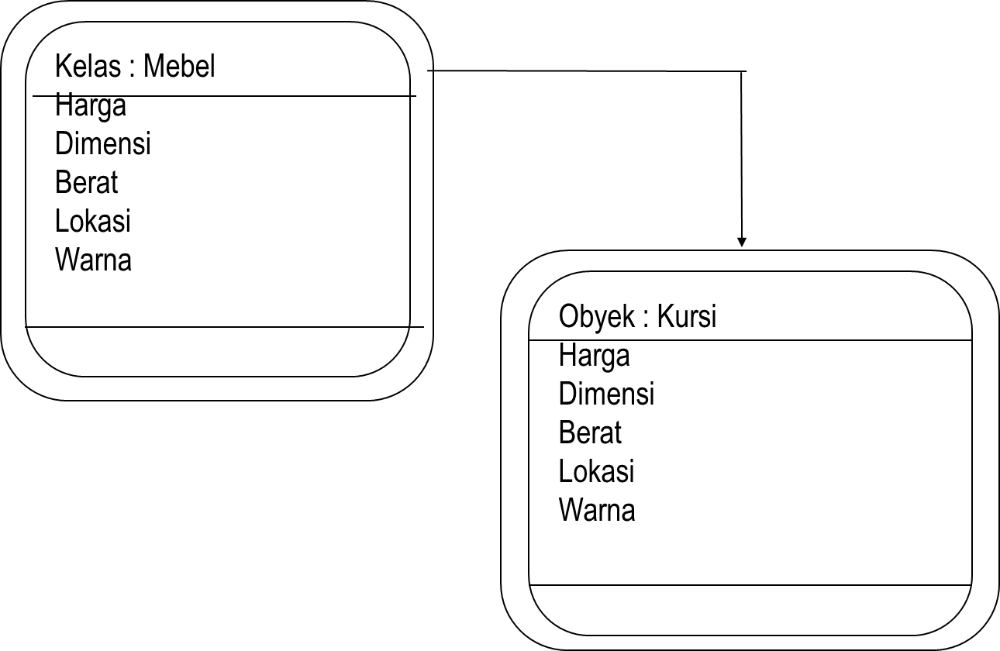 Kelas : Mebel
Harga
Dimensi
Berat
Lokasi
Warna
Obyek : Kursi
Harga
Dimensi
Berat
Lokasi
Warna